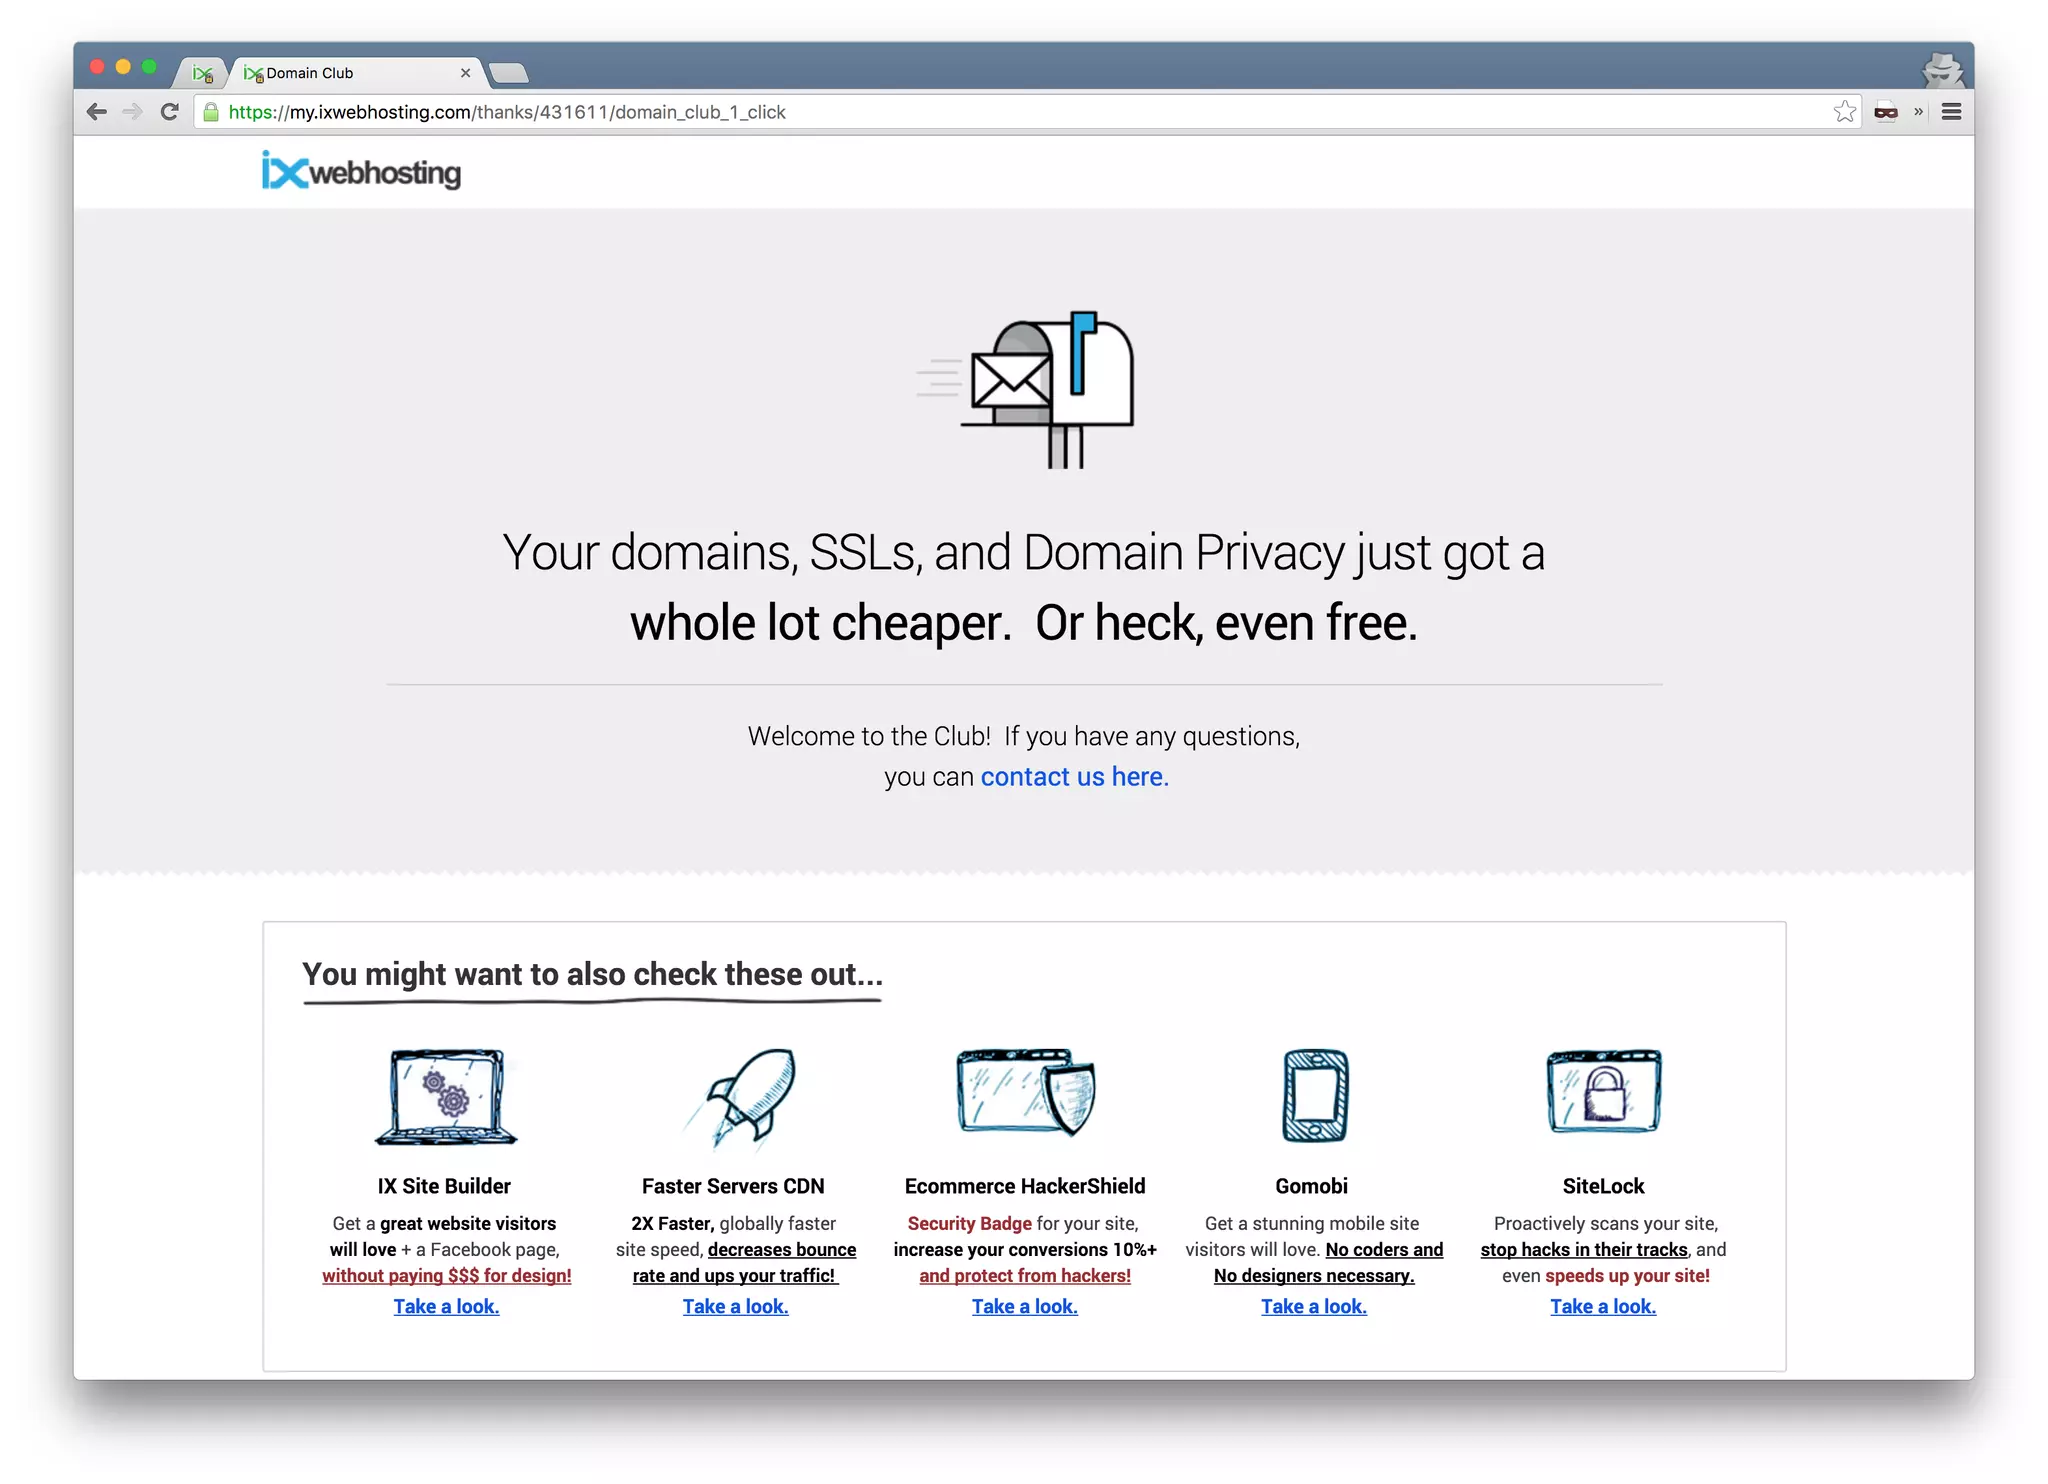 Domain Club
https://my.ixwebhosting.com/thanks/431611/domain_club_1_click
ixwebhosting
Your domains, SSLs, and Domain Privacy just got a
whole lot cheaper. Or heck, even free.
Welcome to the Club! If you have any questions,
you can contact us here.
You might want to also check these out...
IX Site Builder
Get a great website visitors
will love + a Facebook page,
without paying $$$ for design!
Take a look.
Faster Servers CDN
2X Faster, globally faster
site speed, decreases bounce
rate and ups your traffic!
Take a look.
Ecommerce HackerShield
Security Badge for your site,
increase your conversions 10%+
and protect from hackers!
Take a look.
Gomobi
Get a stunning mobile site
visitors will love. No coders and
No designers necessary.
Take a look.
SiteLock
Proactively scans your site,
stop hacks in their tracks, and
even speeds up your site!
Take a look.